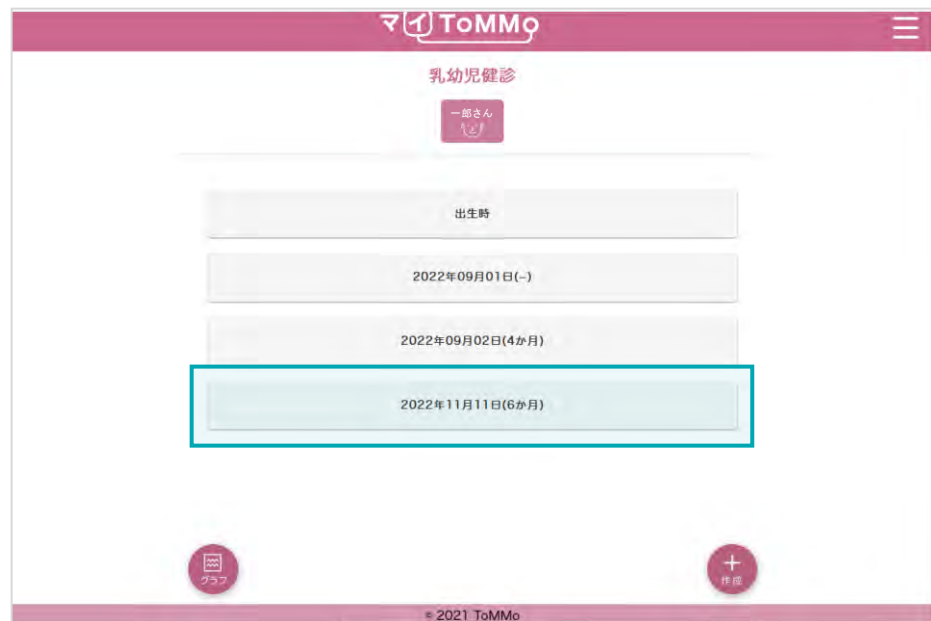 マイToMMo
乳幼児健診
一郎さん
出生時
2022年09月01日(-)
2022年09月02日(4か月)
2022年11月11日(6か月)
グラフ
作成
© 2021 ToMMo